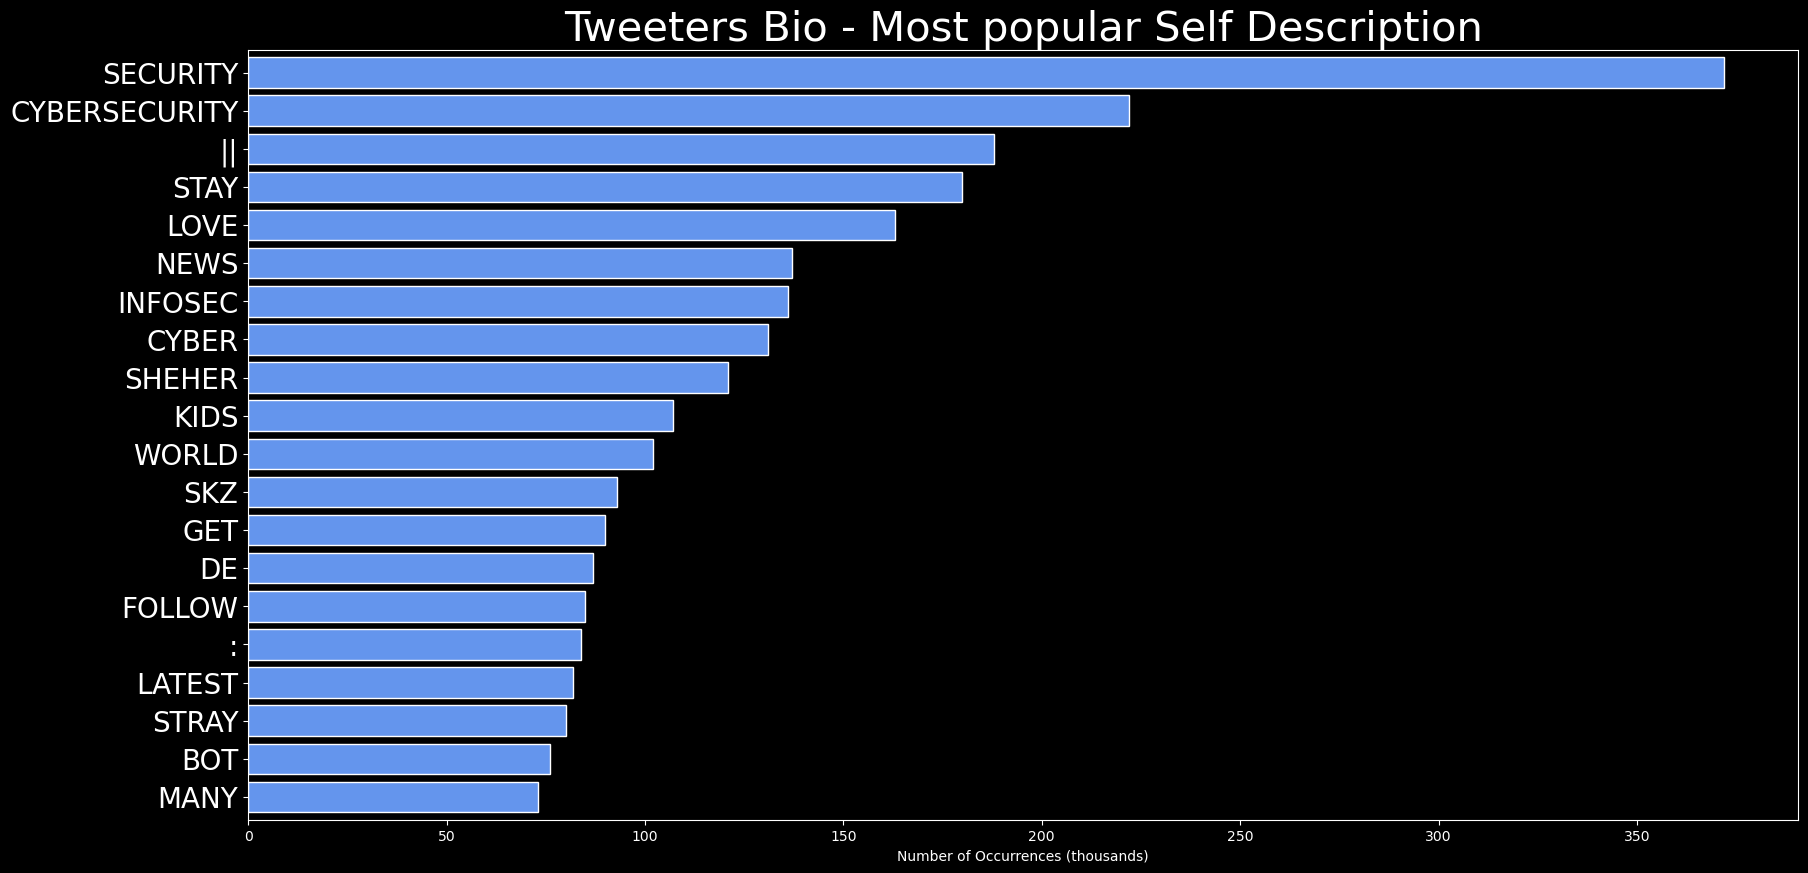 Tweeters Bio - Most popular Self Description
SECURITY
CYBERSECURITY
||
STAY
LOVE
NEWS
INFOSEC
CYBER
SHEHER
KIDS
WORLD
SKZ
GET
DE
FOLLOW
:
LATEST
STRAY
BOT
MANY
0 50 100 150 200 250 300 350
Number of Occurrences (thousands)